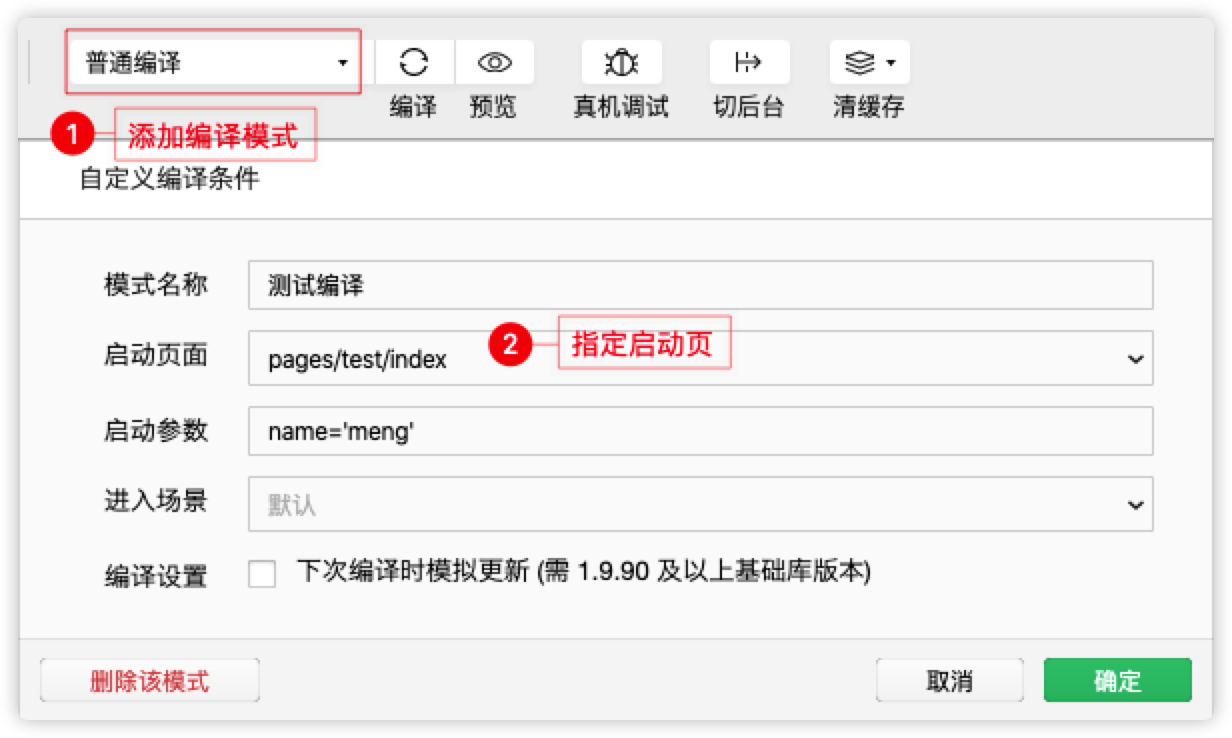 普通编译
编译
预览
真机调试
切后台
清缓存
1
添加编译模式
自定义编译条件
模式名称
测试编译
启动页面
pages/test/index
2
指定启动页
启动参数
name='meng'
进入场景
默认
编译设置
下次编译时模拟更新 (需 1.9.90 及以上基础库版本)
删除该模式
取消
确定